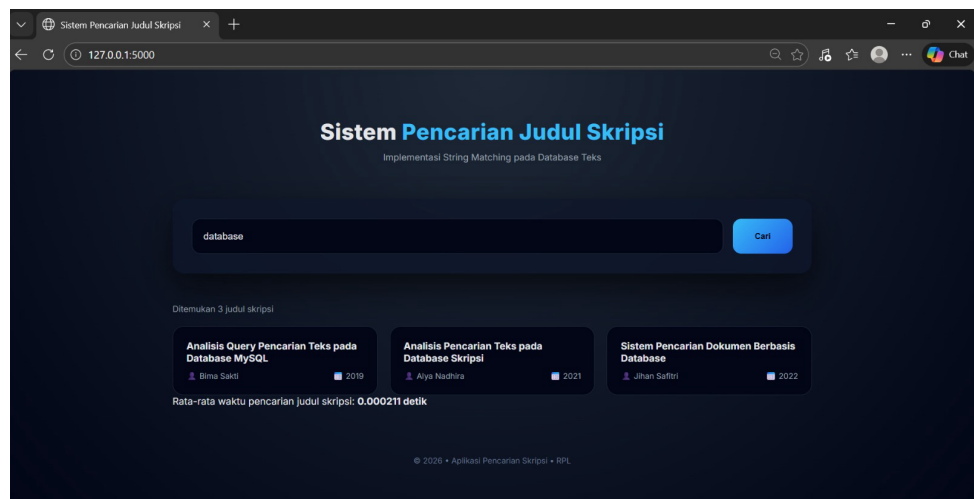 Sistem Pencarian Judul Skripsi
127.0.0.1:5000
Chat
Sistem Pencarian Judul Skripsi
Implementasi String Matching pada Database Teks
database
Cari
Ditemukan 3 judul skripsi
Analisis Query Pencarian Teks pada
Database MySQL
Bima Sakti 2019
Analisis Pencarian Teks pada
Database Skripsi
Alya Nadhira 2021
Sistem Pencarian Dokumen Berbasis
Database
Jihan Safitri 2022
Rata-rata waktu pencarian judul skripsi: 0.000211 detik
© 2026 • Aplikasi Pencarian Skripsi • RPL